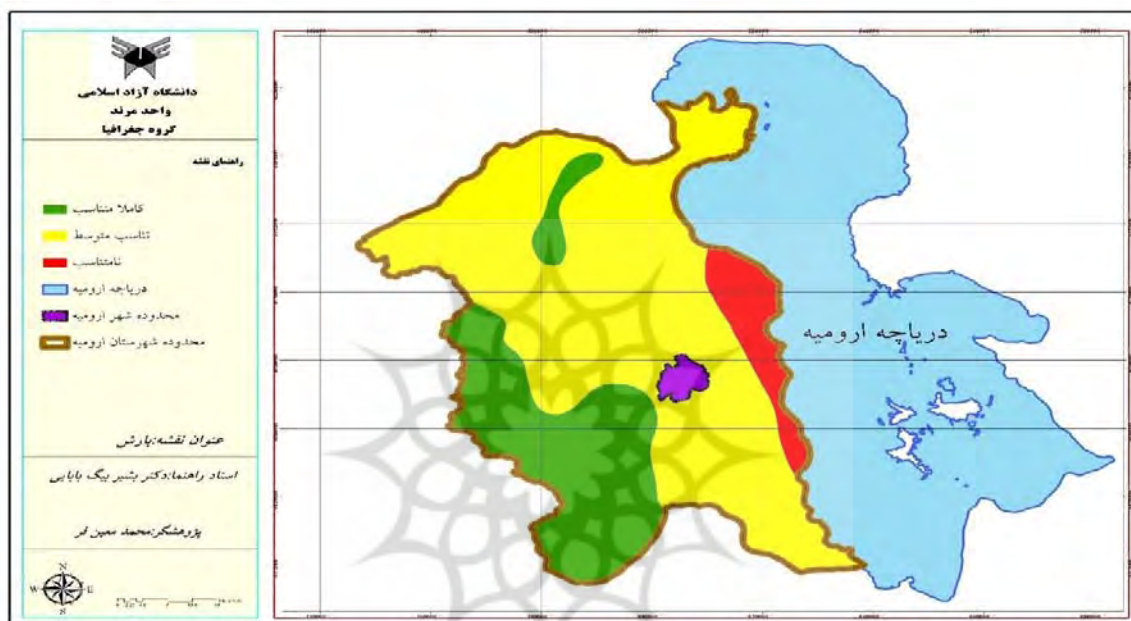 دانشگاه آزاد اسلامی
واحد مرند
گروه جغرافیا
راهنمای نقشه
کاملا متناسب
تناسب متوسط
نامتناسب
دریاچه ارومیه
محدوده شهر ارومیه
محدوده شهرستان ارومیه
عنوان نقشه:بارش
استاد راهنما:دکتر بشیر بیگ بابایی
پژوهشگر:محمد معین فر
N
W
E
S
دریاچه ارومیه